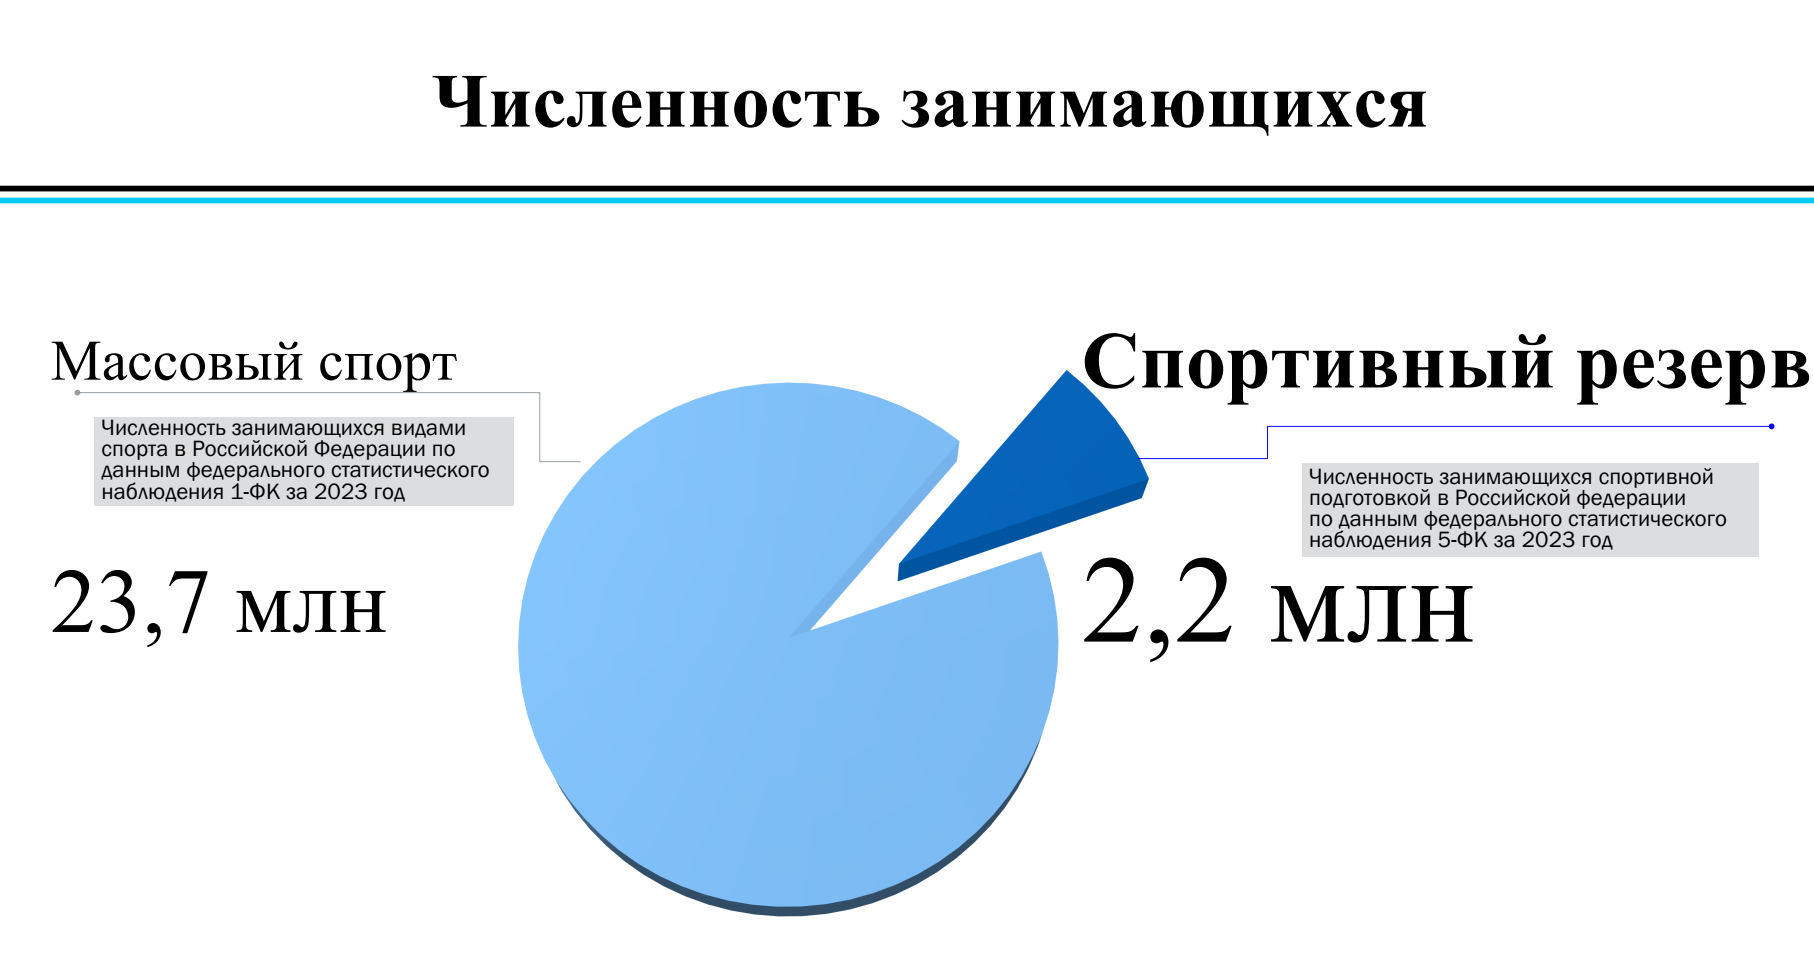 Численность занимающихся
Массовый спорт
Численность занимающихся видами
спорта в Российской Федерации по
данным федерального статистического
наблюдения 1-ФК за 2023 год
23,7 млн
Спортивный резерв
Численность занимающихся спортивной
подготовкой в Российской федерации
по данным федерального статистического
наблюдения 5-ФК за 2023 год
2,2 млн